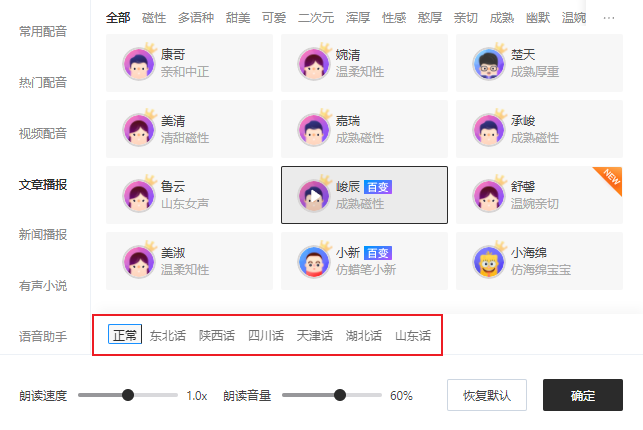 常用配音
热门配音
视频配音
文章播报
新闻播报
有声小说
语音助手
全部 磁性 多语种 甜美 可爱 二次元 浑厚 性感 憨厚 亲切 成熟 幽默 温婉 ...
康哥 婉清 楚天
亲和中正 温柔知性 成熟厚重
美清 嘉瑞 承峻
清甜磁性 成熟磁性 成熟磁性
鲁云 峻辰 百变 舒馨 NEW
山东女声 成熟磁性 温婉亲切
美淑 小新 百变 小海绵
温柔知性 仿蜡笔小新 仿海绵宝宝
正常 东北话 陕西话 四川话 天津话 湖北话 山东话
朗读速度 1.0x 朗读音量 60% 恢复默认 确定